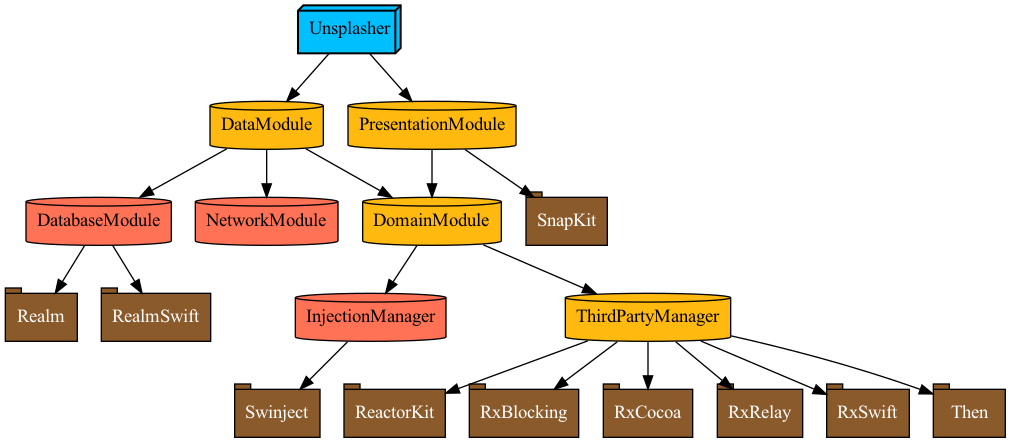 Unsplasher
DataModule
PresentationModule
DatabaseModule
NetworkModule
DomainModule
SnapKit
Realm
RealmSwift
InjectionManager
ThirdPartyManager
Swinject
ReactorKit
RxBlocking
RxCocoa
RxRelay
RxSwift
Then